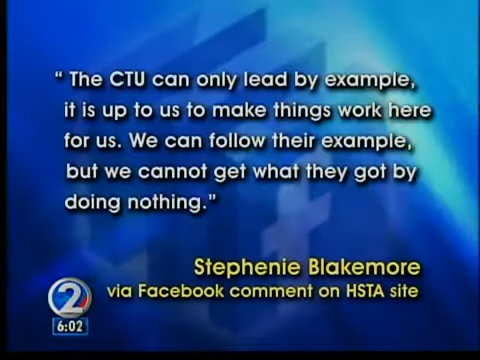 “ The CTU can only lead by example,
it is up to us to make things work here
for us. We can follow their example,
but we cannot get what they got by
doing nothing.”
Stephenie Blakemore
via Facebook comment on HSTA site
2
6:02